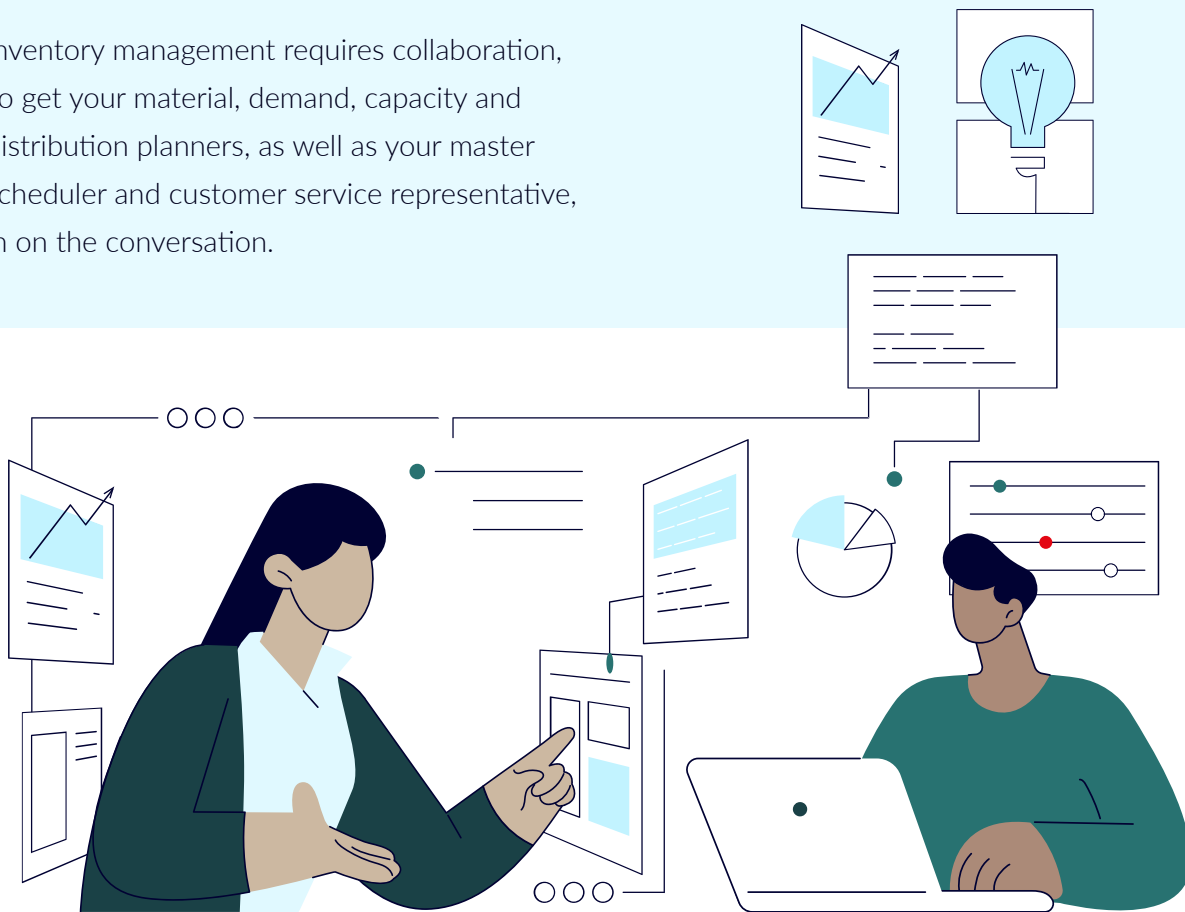 nventory management requires collaboration,
o get your material, demand, capacity and
istribution planners, as well as your master
cheduler and customer service representative,
n on the conversation.